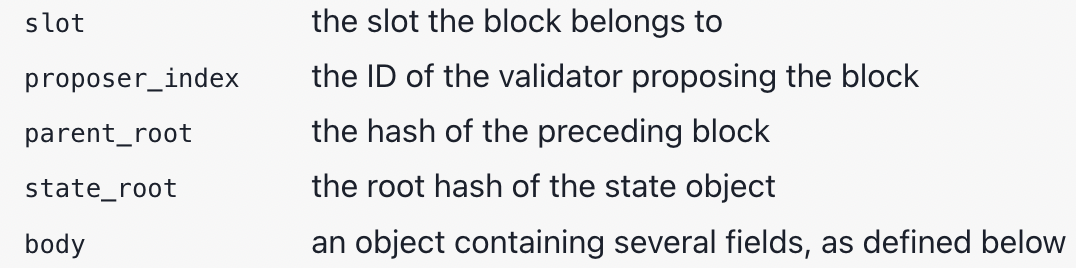 slot the slot the block belongs to
proposer_index the ID of the validator proposing the block
parent_root the hash of the preceding block
state_root the root hash of the state object
body an object containing several fields, as defined below